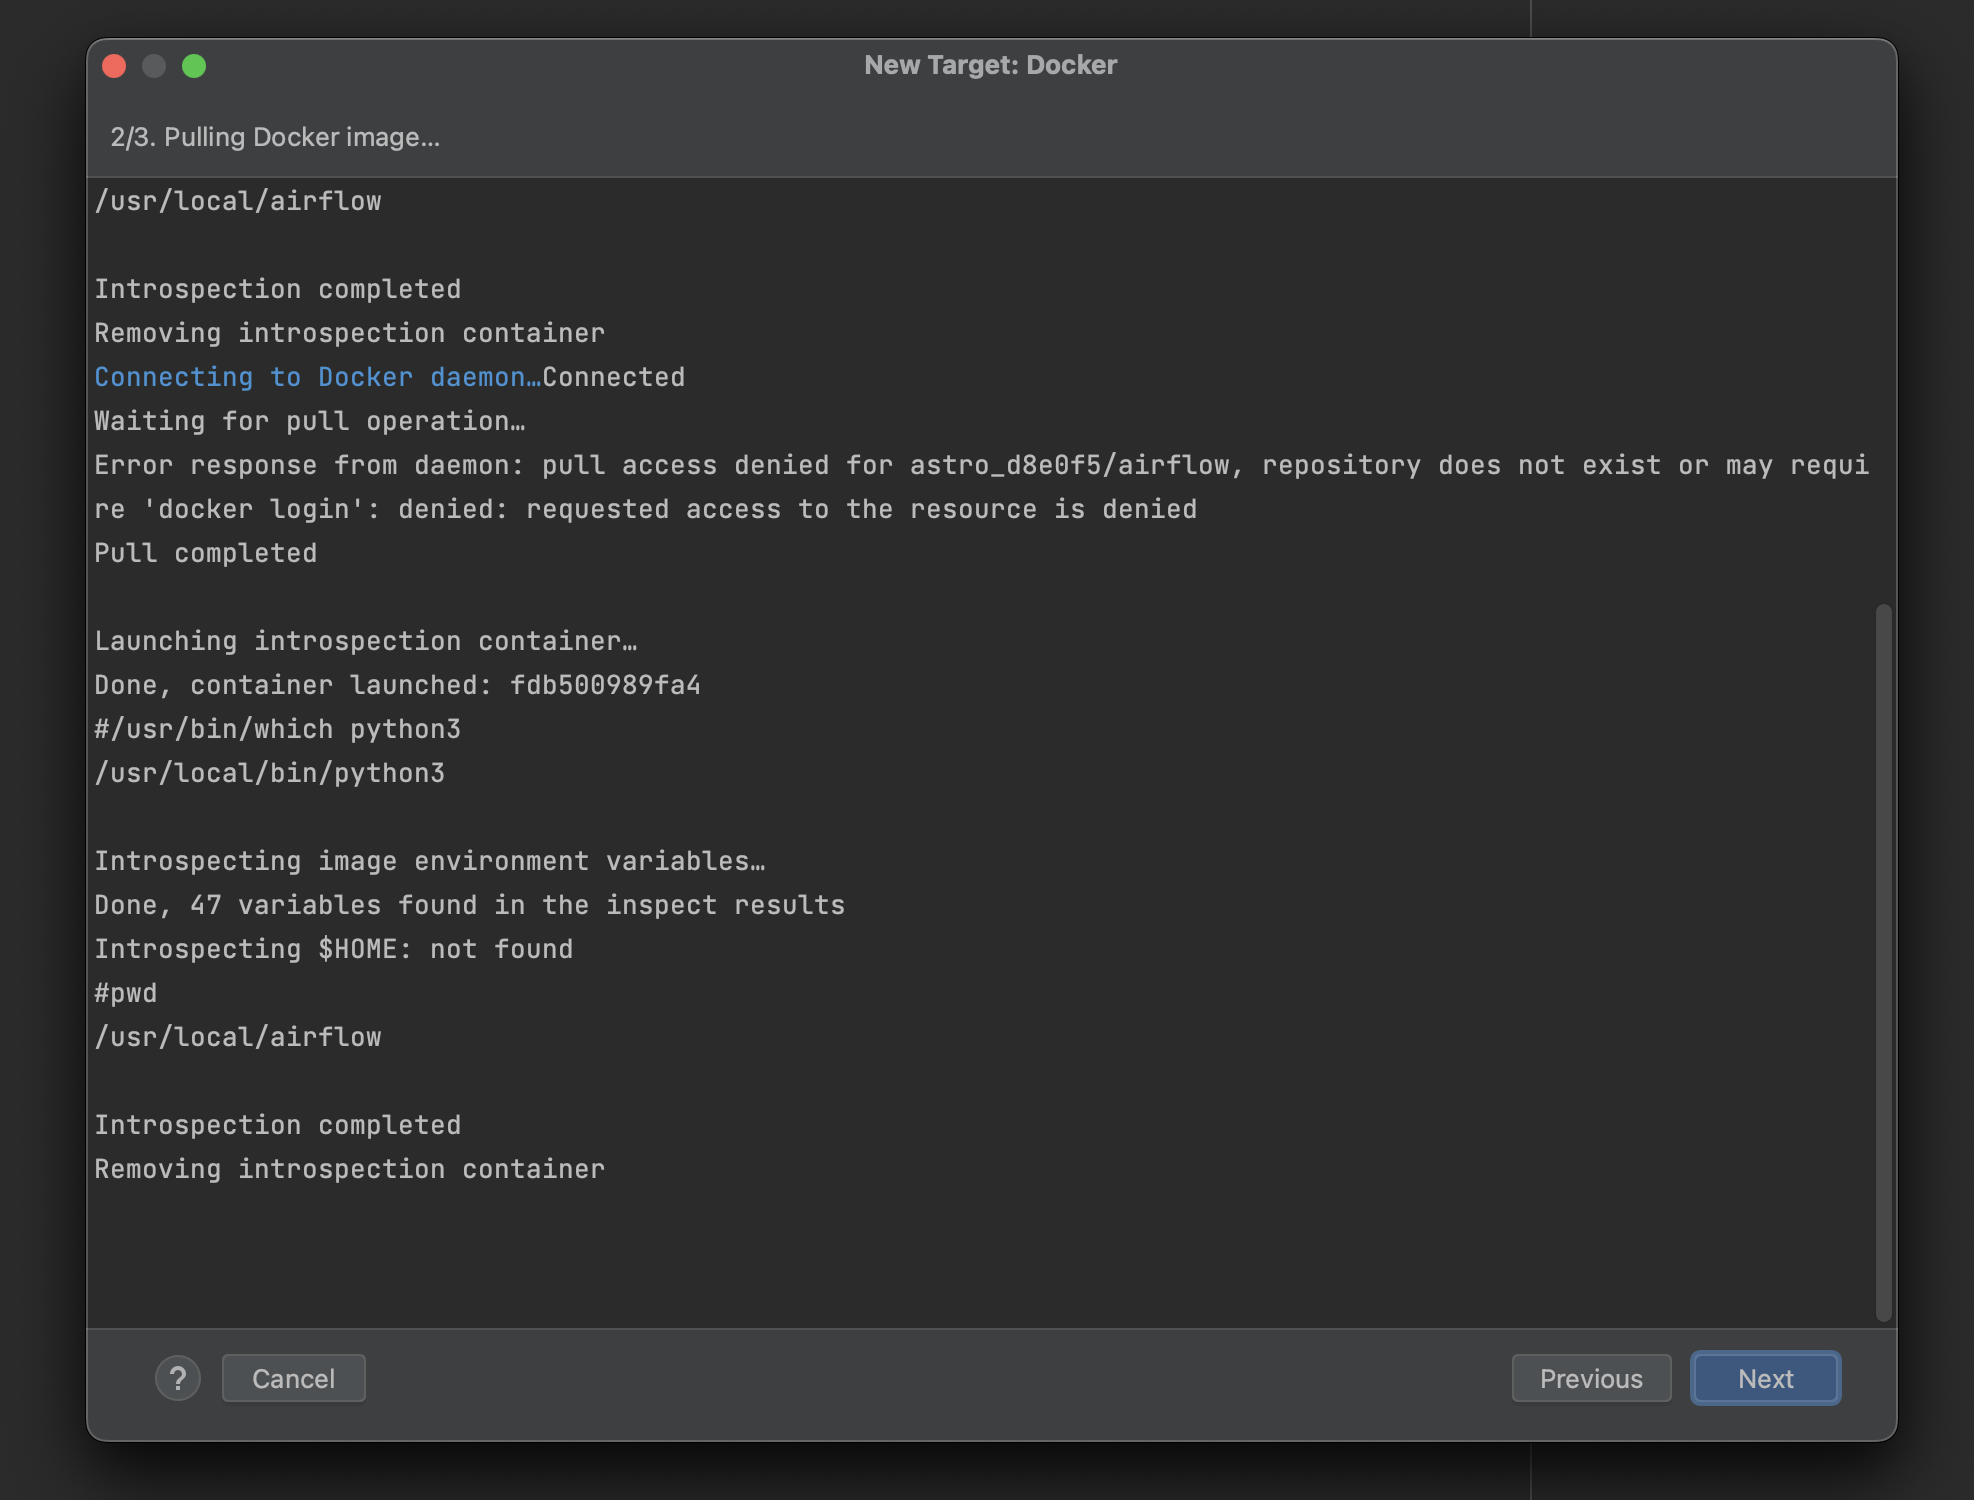 New Target: Docker
2/3. Pulling Docker image...
/usr/local/airflow
Introspection completed
Removing introspection container
Connecting to Docker daemon…Connected
Waiting for pull operation…
Error response from daemon: pull access denied for astro_d8e0f5/airflow, repository does not exist or may requi
re 'docker login': denied: requested access to the resource is denied
Pull completed
Launching introspection container…
Done, container launched: fdb500989fa4
#/usr/bin/which python3
/usr/local/bin/python3
Introspecting image environment variables…
Done, 47 variables found in the inspect results
Introspecting $HOME: not found
#pwd
/usr/local/airflow
Introspection completed
Removing introspection container
? Cancel Previous Next